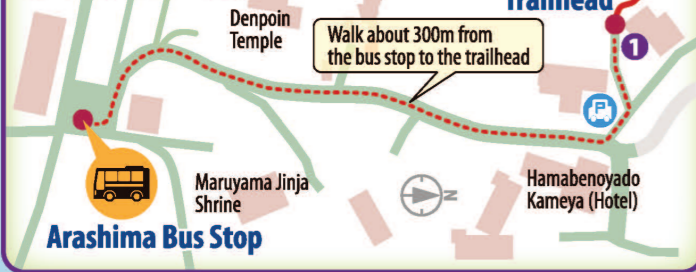 Trailhead
Denpoin
Temple
Walk about 300m from
the bus stop to the trailhead
1
P
Maruyama Jinja
Shrine
N
Hamabenoyado
Kameya (Hotel)
Arashima Bus Stop